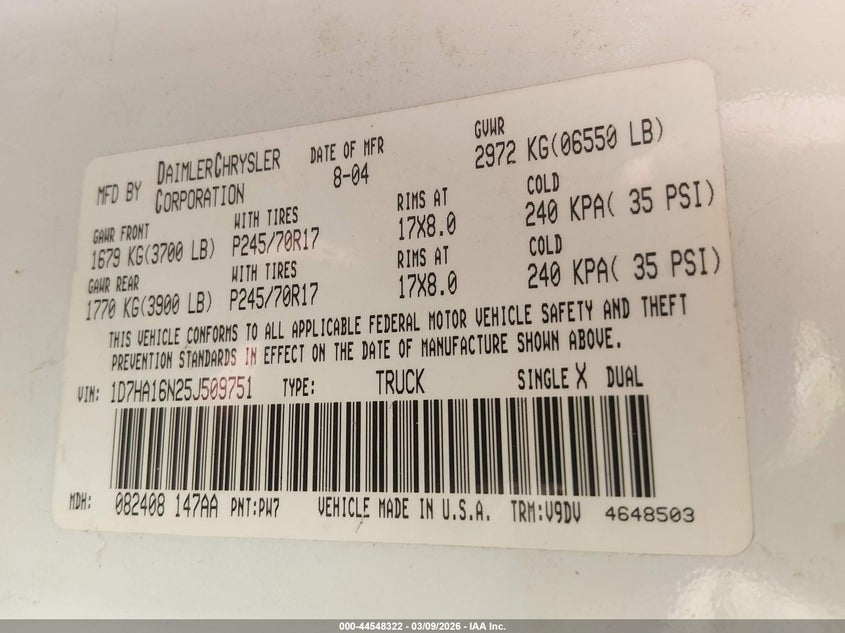 MFD BY DAIMLERCHRYSLER CORPORATION DATE OF MFR 8-04 GVWR 2972 KG(06550 LB)
GAWR FRONT WITH TIRES RIMS AT COLD
1679 KG(3700 LB) P245/70R17 17X8.0 240 KPA( 35 PSI)
GAWR REAR WITH TIRES RIMS AT COLD
1770 KG(3900 LB) P245/70R17 17X8.0 240 KPA( 35 PSI)
THIS VEHICLE CONFORMS TO ALL APPLICABLE FEDERAL MOTOR VEHICLE SAFETY AND THEFT
PREVENTION STANDARDS IN EFFECT ON THE DATE OF MANUFACTURE SHOWN ABOVE.
VIN: 1D7HA16N25J509751 TYPE: TRUCK SINGLE X DUAL
MDH: 082408 147AA PNT:PW7 VEHICLE MADE IN U.S.A. TRM:V9DV 4648503
000-44548322 - 03/09/2026 - IAA Inc.